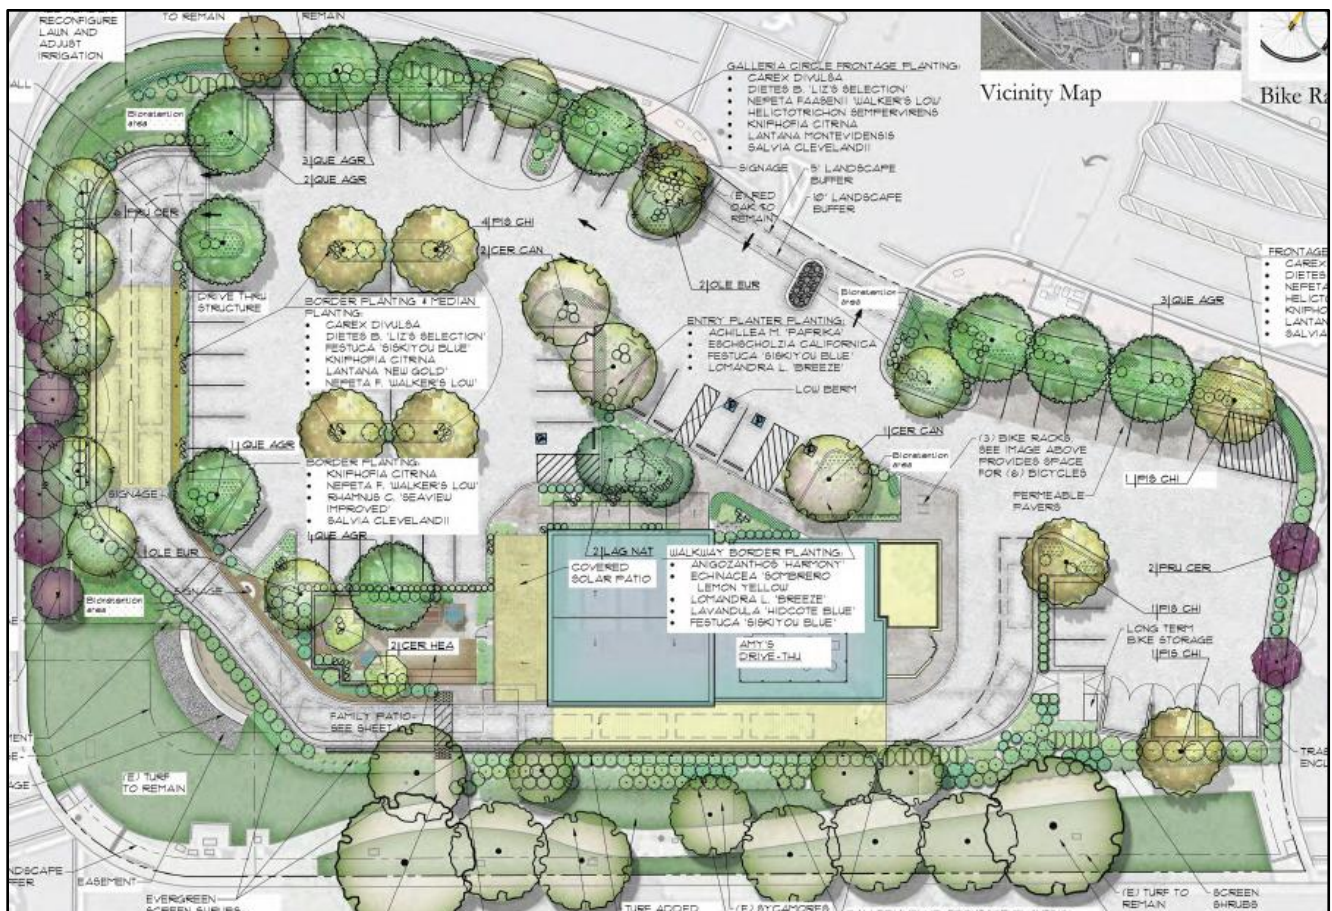 RECONFIGURE
LAWN AND
ADJUST
IRRIGATION
TO REMAIN
REMAIN
Vicinity Map
Bike Ra
GALLERIA CIRCLE FRONTAGE PLANTING:
• CAREX DIVULSA
• DIETES B. 'LIZ'S SELECTION'
• NEPETA FAASENII 'WALKER'S LOW'
• HELICTOTRICHON SEMPERVIRENS
• KNIPHOFIA CITRINA
• LANTANA MONTEVIDENSIS
• SALVIA CLEVELANDII
ALL
Bioretention
area
3|QUE AGR
2|QUE AGR
SIGNAGE
5' LANDSCAPE
BUFFER
(E) RED
OAK TO
REMAIN
10' LANDSCAPE
BUFFER
6|PRU CER
4|PIS CHI
2|CER CAN
2|OLE EUR
Bioretention
area
FRONTAGE
• CAREX
• DIETES
• NEPETA
• HELICT
• KNIPHO
• LANTAN
• SALVIA
3|QUE AGR
DRIVE THRU
STRUCTURE
BORDER PLANTING & MEDIAN
PLANTING:
• CAREX DIVULSA
• DIETES B. 'LIZ'S SELECTION'
• FESTUCA 'SISKIYOU BLUE'
• KNIPHOFIA CITRINA
• LANTANA 'NEW GOLD'
• NEPETA F. 'WALKER'S LOW'
ENTRY PLANTER PLANTING:
• ACHILLEA M. 'PAPRIKA'
• ESCHSCHOLZIA CALIFORNICA
• FESTUCA 'SISKIYOU BLUE'
• LOMANDRA L. 'BREEZE'
LOW BERM
1|CER CAN
Bioretention
area
(3) BIKE RACKS
SEE IMAGE ABOVE
PROVIDES SPACE
FOR (6) BICYCLES
1|PIS CHI
PERMEABLE
PAVERS
1|QUE AGR
BORDER PLANTING:
• KNIPHOFIA CITRINA
• NEPETA F. 'WALKER'S LOW'
• RHAMNUS C. 'SEAVIEW
IMPROVED'
• SALVIA CLEVELANDII
SIGNAGE
1|QUE AGR
1|OLE EUR
2|LAG NAT
COVERED
SOLAR PATIO
WALKWAY BORDER PLANTING:
• ANIGOZANTHOS 'HARMONY'
• ECHINACEA 'SOMBRERO
LEMON YELLOW'
• LOMANDRA L. 'BREEZE'
• LAVANDULA 'HIDCOTE BLUE'
• FESTUCA 'SISKIYOU BLUE'
2|PRU CER
SIGNAGE
Bioretention
area
1|PIS CHI
LONG TERM
BIKE STORAGE
1|PIS CHI
2|CER HEA
AMY'S
DRIVE-THU
FAMILY PATIO-
SEE SHEET
(E) TURF
TO REMAIN
EASEMENT
EVERGREEN
SCREEN SHRUBS
TURF ADDED
(E) SYCAMORES
(E) TURF TO
REMAIN
SCREEN
SHRUBS